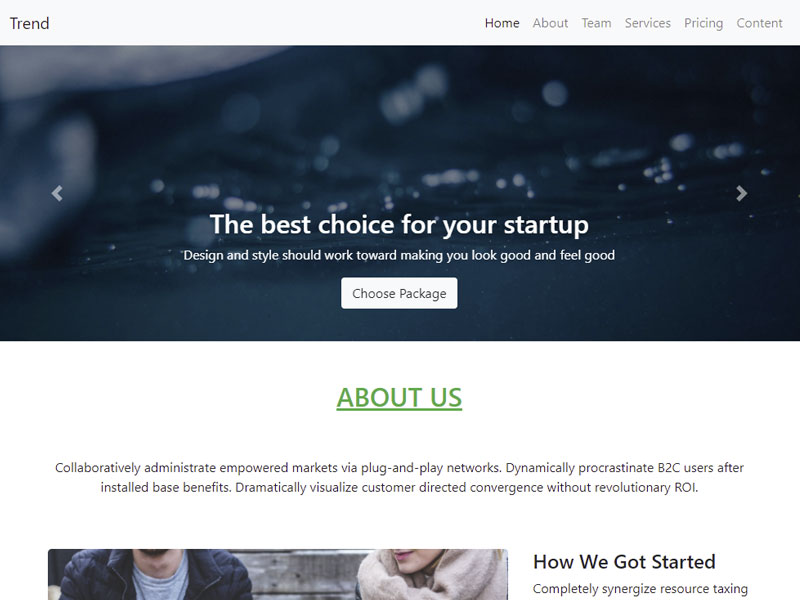 Trend
Home About Team Services Pricing Content
The best choice for your startup
Design and style should work toward making you look good and feel good
Choose Package
ABOUT US
Collaboratively administrate empowered markets via plug-and-play networks. Dynamically procrastinate B2C users after
installed base benefits. Dramatically visualize customer directed convergence without revolutionary ROI.
How We Got Started
Completely synergize resource taxing